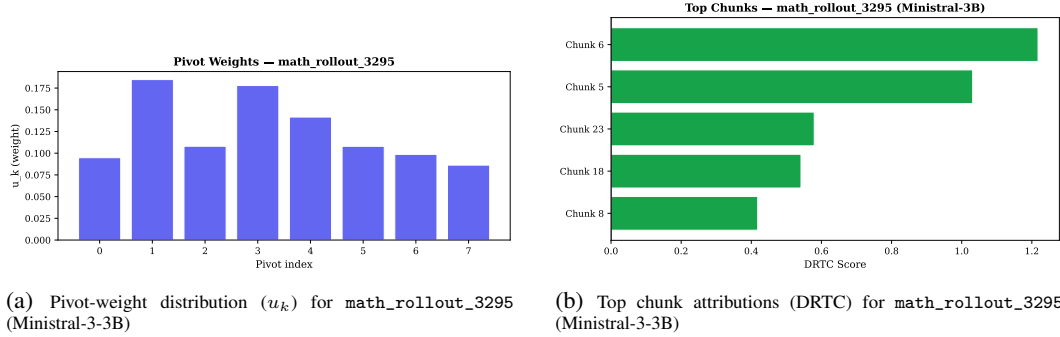 Pivot Weights — math_rollout_3295
0.175
0.150
0.125
0.100
0.075
0.050
0.025
0.000
u_k (weight)
0 1 2 3 4 5 6 7
Pivot index
(a) Pivot-weight distribution (u_k) for math_rollout_3295
(Ministral-3-3B)
Top Chunks — math_rollout_3295 (Ministral-3B)
Chunk 6
Chunk 5
Chunk 23
Chunk 18
Chunk 8
0.0 0.2 0.4 0.6 0.8 1.0 1.2
DRTC Score
(b) Top chunk attributions (DRTC) for math_rollout_3295
(Ministral-3-3B)